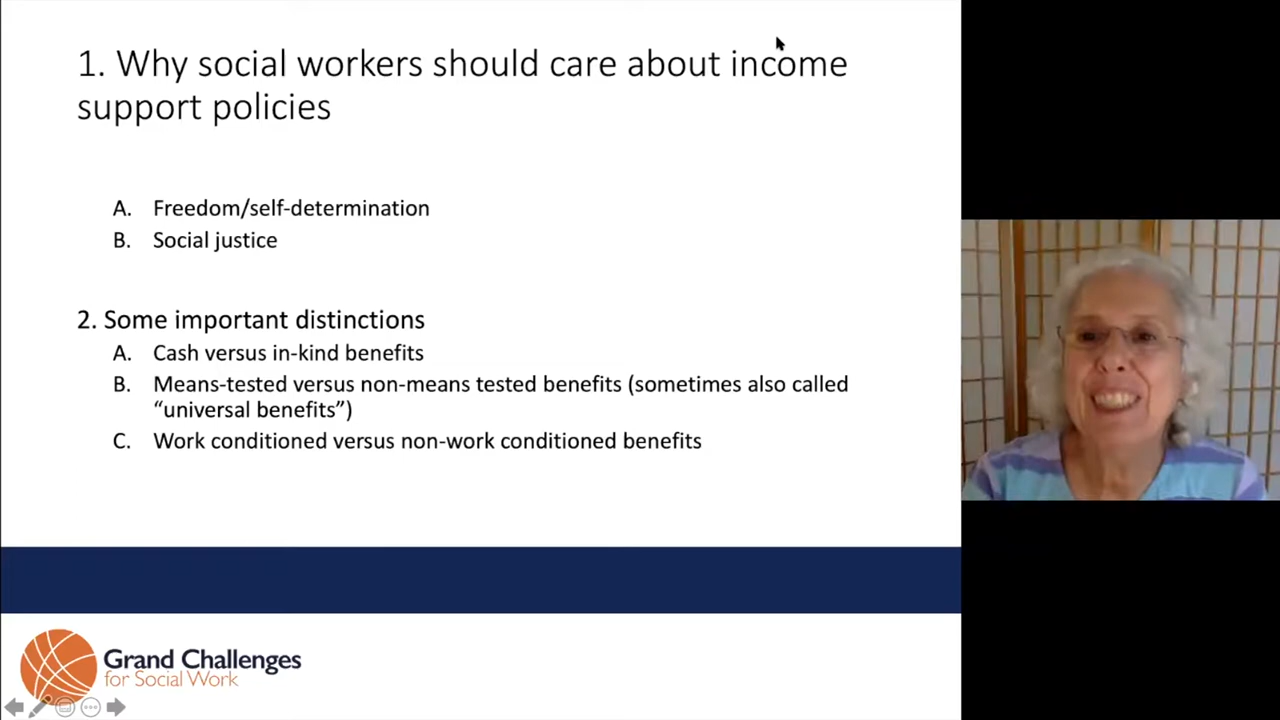 1. Why social workers should care about income
support policies
A. Freedom/self-determination
B. Social justice
2. Some important distinctions
A. Cash versus in-kind benefits
B. Means-tested versus non-means tested benefits (sometimes also called
“universal benefits”)
C. Work conditioned versus non-work conditioned benefits
Grand Challenges
for Social Work